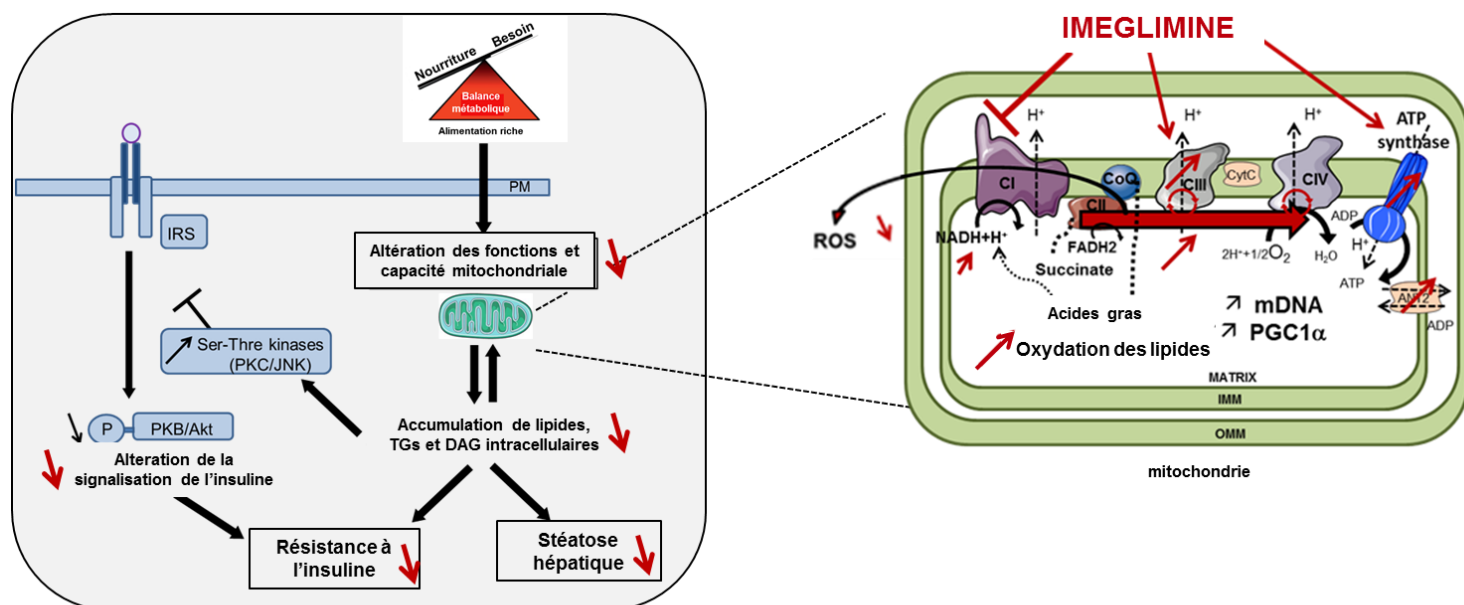 Nourriture
Besoin
Balance
métabolique
Alimentation riche
PM
IRS
Altération des fonctions et
capacité mitochondriale
Ser-Thre kinases
(PKC/JNK)
P
PKB/Akt
Alteration de la
signalisation de l'insuline
Accumulation de lipides,
TGs et DAG intracellulaires
Résistance à
l'insuline
Stéatose
hépatique
IMEGLIMINE
H+
H+
H+
ATP
synthase
CI
CoQ
CII
CIII
CytC
CIV
ROS
NADH+H+
FADH2
Succinate
2H++1/2O2
H2O
ADP
H+
ATP
ANT2
ADP
Acides gras
↗ mDNA
↗ PGC1α
Oxydation des lipides
MATRIX
IMM
OMM
mitochondrie